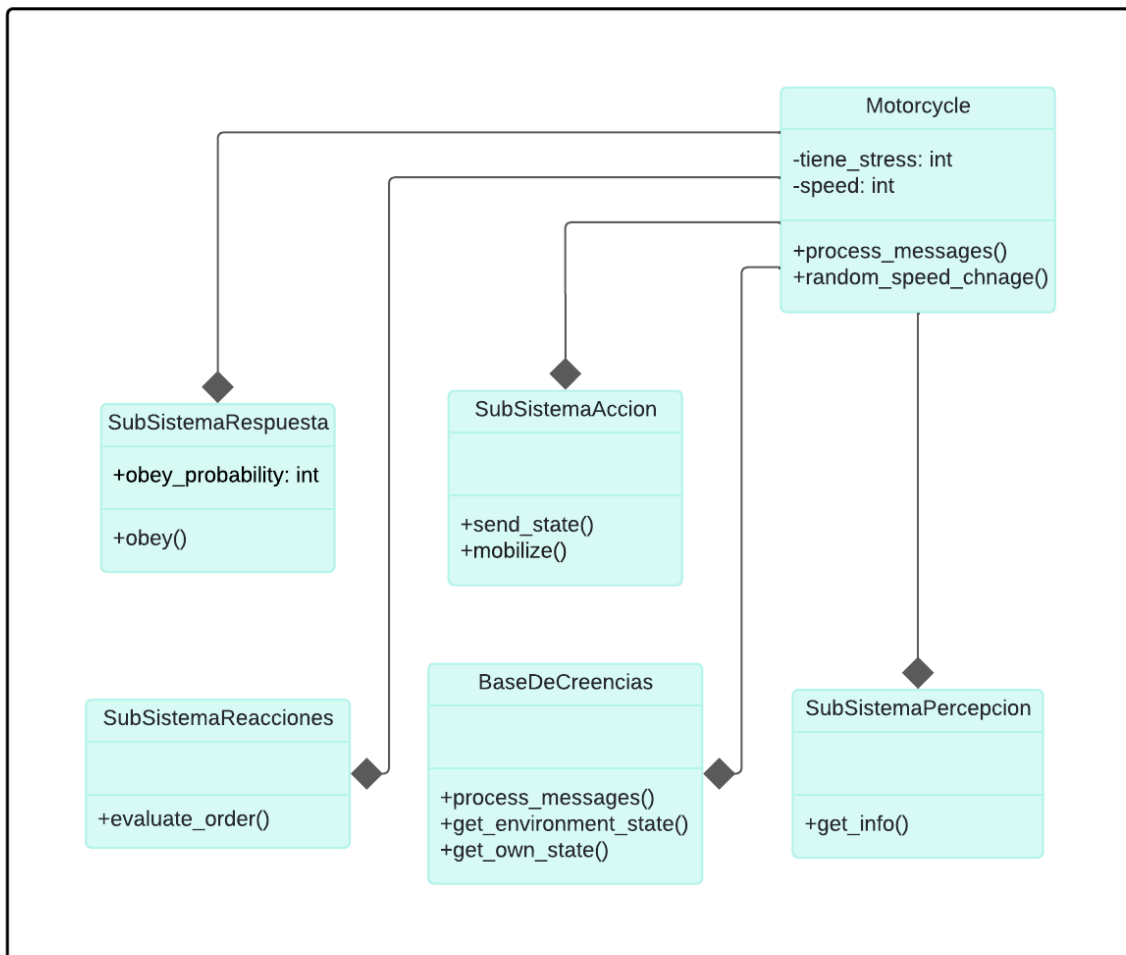 Motorcycle
-tiene_stress: int
-speed: int
+process_messages()
+random_speed_chnage()
SubSistemaRespuesta
+obey_probability: int
+obey()
SubSistemaAccion
+send_state()
+mobilize()
SubSistemaReacciones
+evaluate_order()
BaseDeCreencias
+process_messages()
+get_environment_state()
+get_own_state()
SubSistemaPercepcion
+get_info()